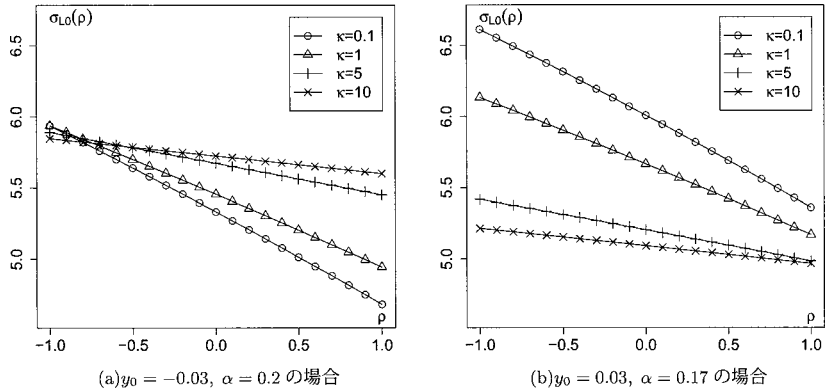 σL0(ρ)
6.5
6.0
5.5
5.0
κ=0.1
κ=1
κ=5
κ=10
ρ
−1.0 −0.5 0.0 0.5 1.0
(a)y0 = −0.03, α = 0.2 の場合
σL0(ρ)
6.5
6.0
5.5
5.0
κ=0.1
κ=1
κ=5
κ=10
ρ
−1.0 −0.5 0.0 0.5 1.0
(b)y0 = 0.03, α = 0.17 の場合